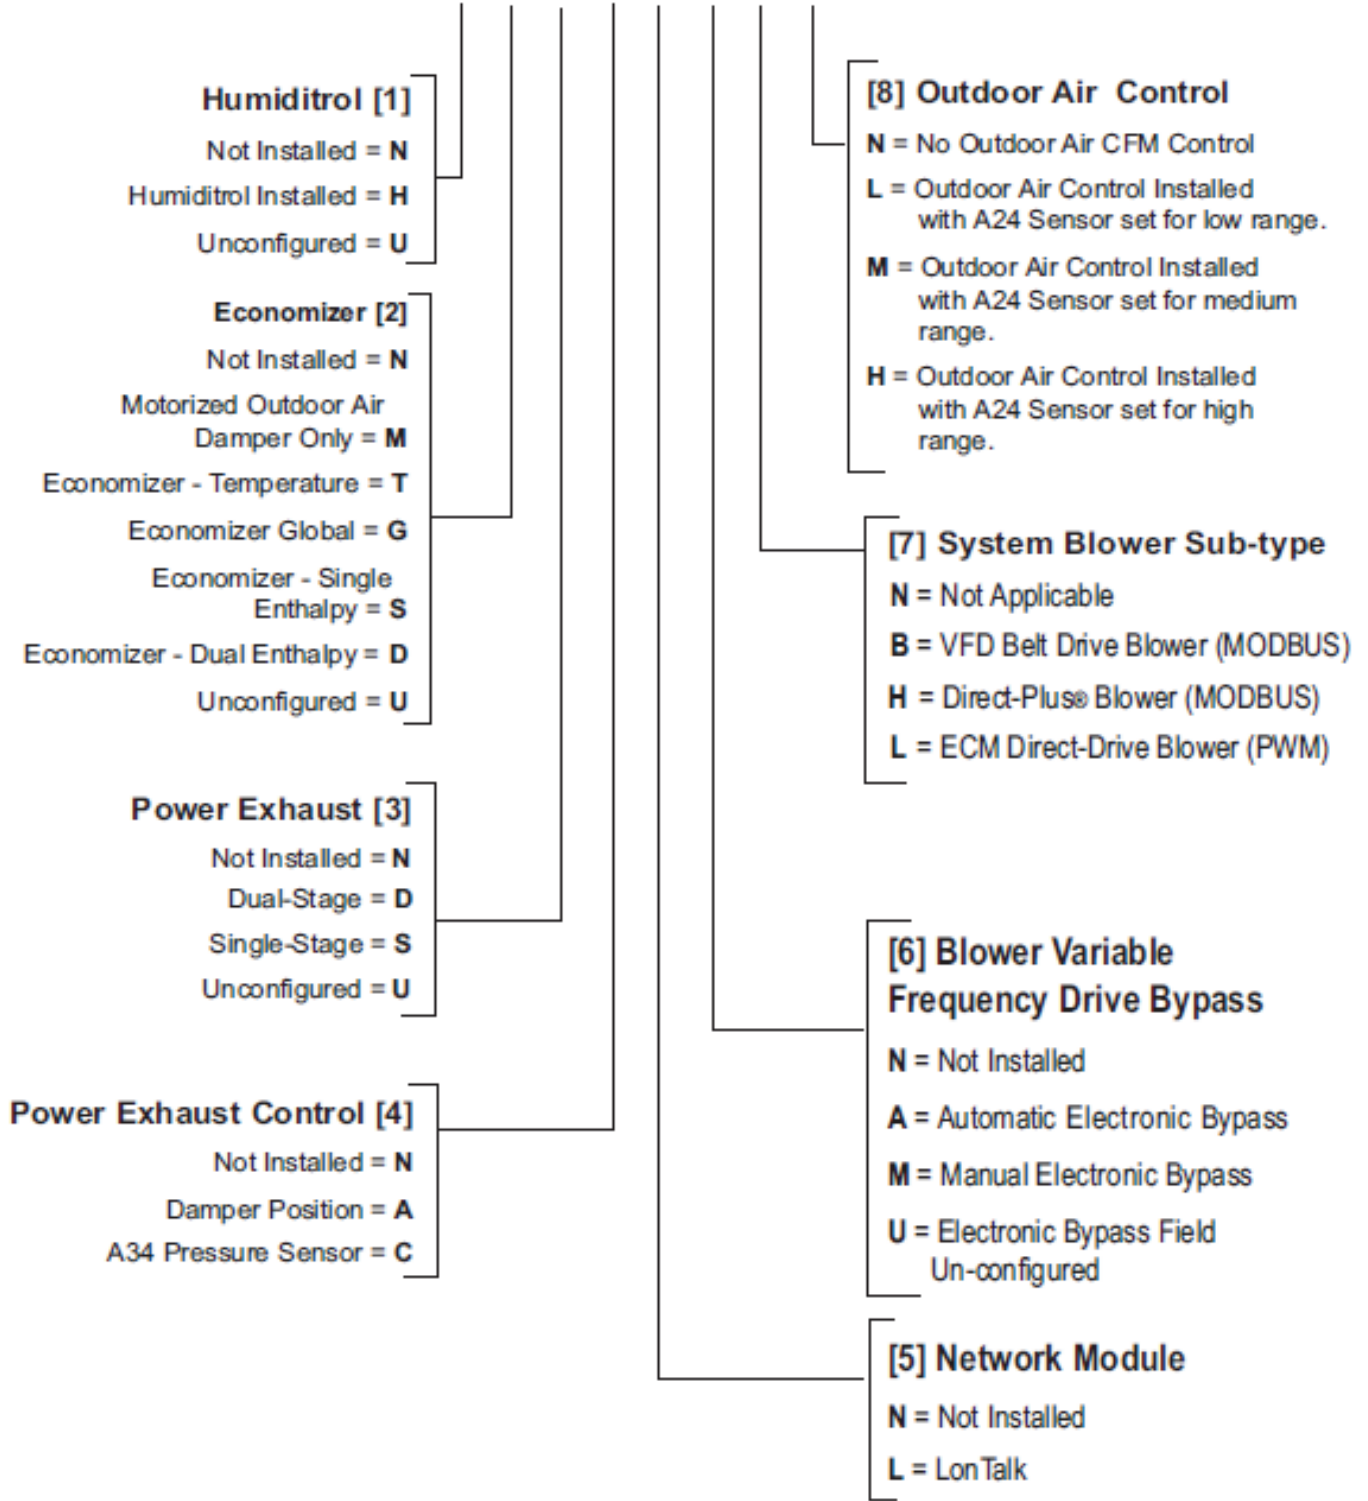 Humiditrol [1]
Not Installed = N
Humiditrol Installed = H
Unconfigured = U
Economizer [2]
Not Installed = N
Motorized Outdoor Air
Damper Only = M
Economizer - Temperature = T
Economizer Global = G
Economizer - Single
Enthalpy = S
Economizer - Dual Enthalpy = D
Unconfigured = U
Power Exhaust [3]
Not Installed = N
Dual-Stage = D
Single-Stage = S
Unconfigured = U
Power Exhaust Control [4]
Not Installed = N
Damper Position = A
A34 Pressure Sensor = C
[8] Outdoor Air Control
N = No Outdoor Air CFM Control
L = Outdoor Air Control Installed
with A24 Sensor set for low range.
M = Outdoor Air Control Installed
with A24 Sensor set for medium
range.
H = Outdoor Air Control Installed
with A24 Sensor set for high
range.
[7] System Blower Sub-type
N = Not Applicable
B = VFD Belt Drive Blower (MODBUS)
H = Direct-Plus® Blower (MODBUS)
L = ECM Direct-Drive Blower (PWM)
[6] Blower Variable
Frequency Drive Bypass
N = Not Installed
A = Automatic Electronic Bypass
M = Manual Electronic Bypass
U = Electronic Bypass Field
Un-configured
[5] Network Module
N = Not Installed
L = LonTalk